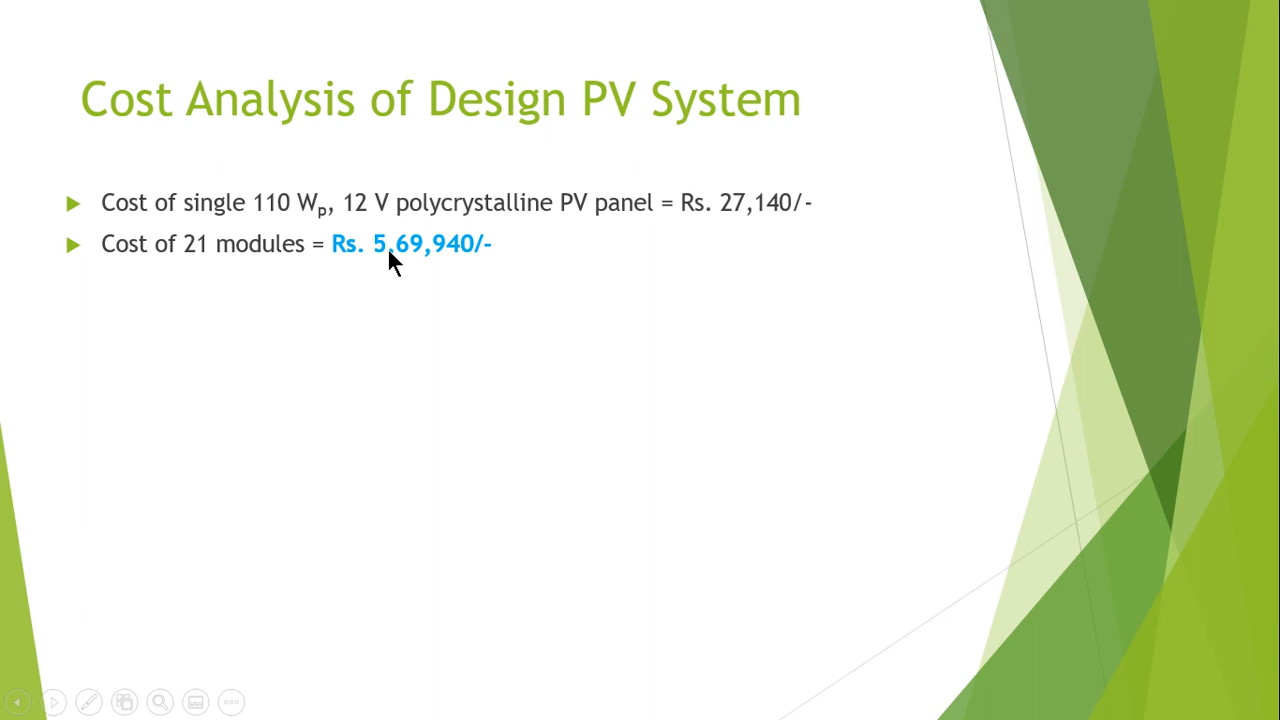 Cost Analysis of Design PV System
Cost of single 110 Wp, 12 V polycrystalline PV panel = Rs. 27,140/-
Cost of 21 modules = Rs. 5,69,940/-